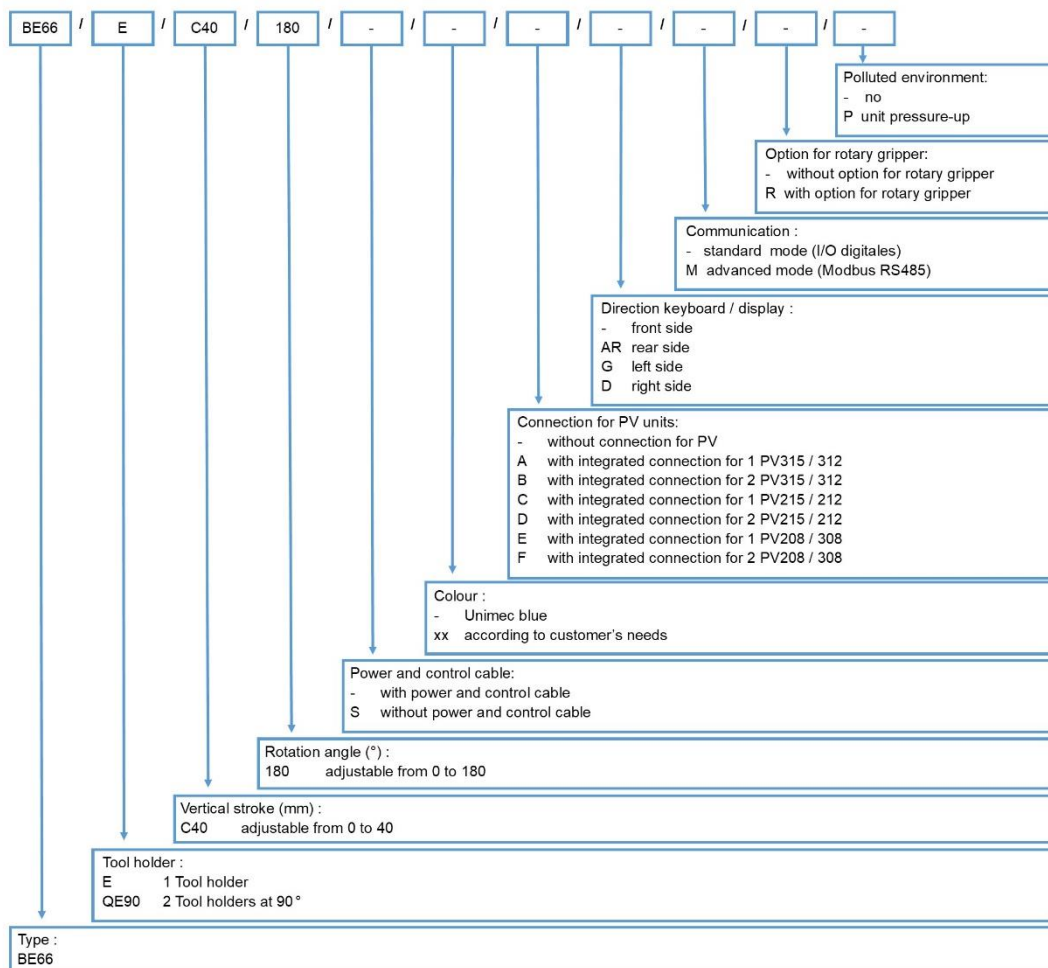 BE66 / E / C40 / 180 / - / - / - / - / - / - / -
Polluted environment:
- no
P unit pressure-up
Option for rotary gripper:
- without option for rotary gripper
R with option for rotary gripper
Communication :
- standard mode (I/O digitales)
M advanced mode (Modbus RS485)
Direction keyboard / display :
- front side
AR rear side
G left side
D right side
Connection for PV units:
- without connection for PV
A with integrated connection for 1 PV315 / 312
B with integrated connection for 2 PV315 / 312
C with integrated connection for 1 PV215 / 212
D with integrated connection for 2 PV215 / 212
E with integrated connection for 1 PV208 / 308
F with integrated connection for 2 PV208 / 308
Colour :
- Unimec blue
xx according to customer's needs
Power and control cable:
- with power and control cable
S without power and control cable
Rotation angle (°) :
180 adjustable from 0 to 180
Vertical stroke (mm) :
C40 adjustable from 0 to 40
Tool holder :
E 1 Tool holder
QE90 2 Tool holders at 90°
Type :
BE66